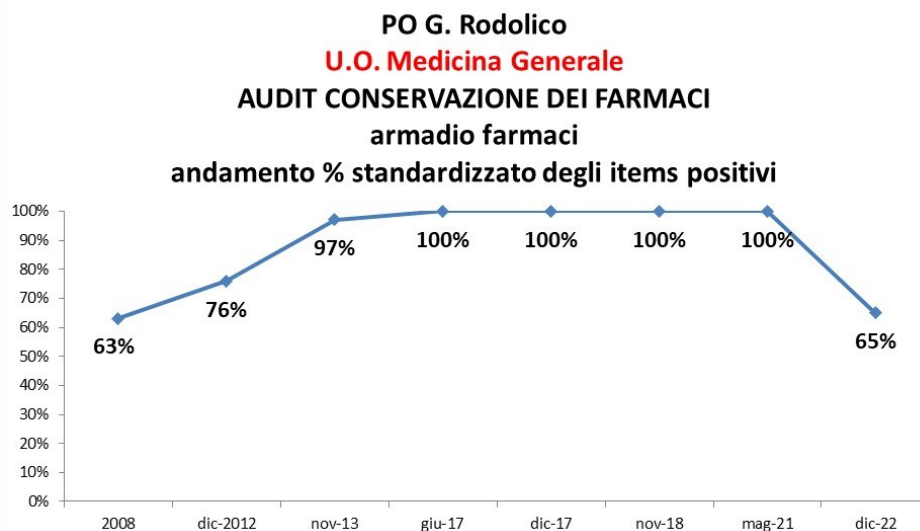 PO G. Rodolico
U.O. Medicina Generale
AUDIT CONSERVAZIONE DEI FARMACI
armadio farmaci
andamento % standardizzato degli items positivi
100%
90%
80%
70%
60%
50%
40%
30%
20%
10%
0%
63%
76%
97%
100%
100%
100%
100%
65%
2008
dic-2012
nov-13
giu-17
dic-17
nov-18
mag-21
dic-22